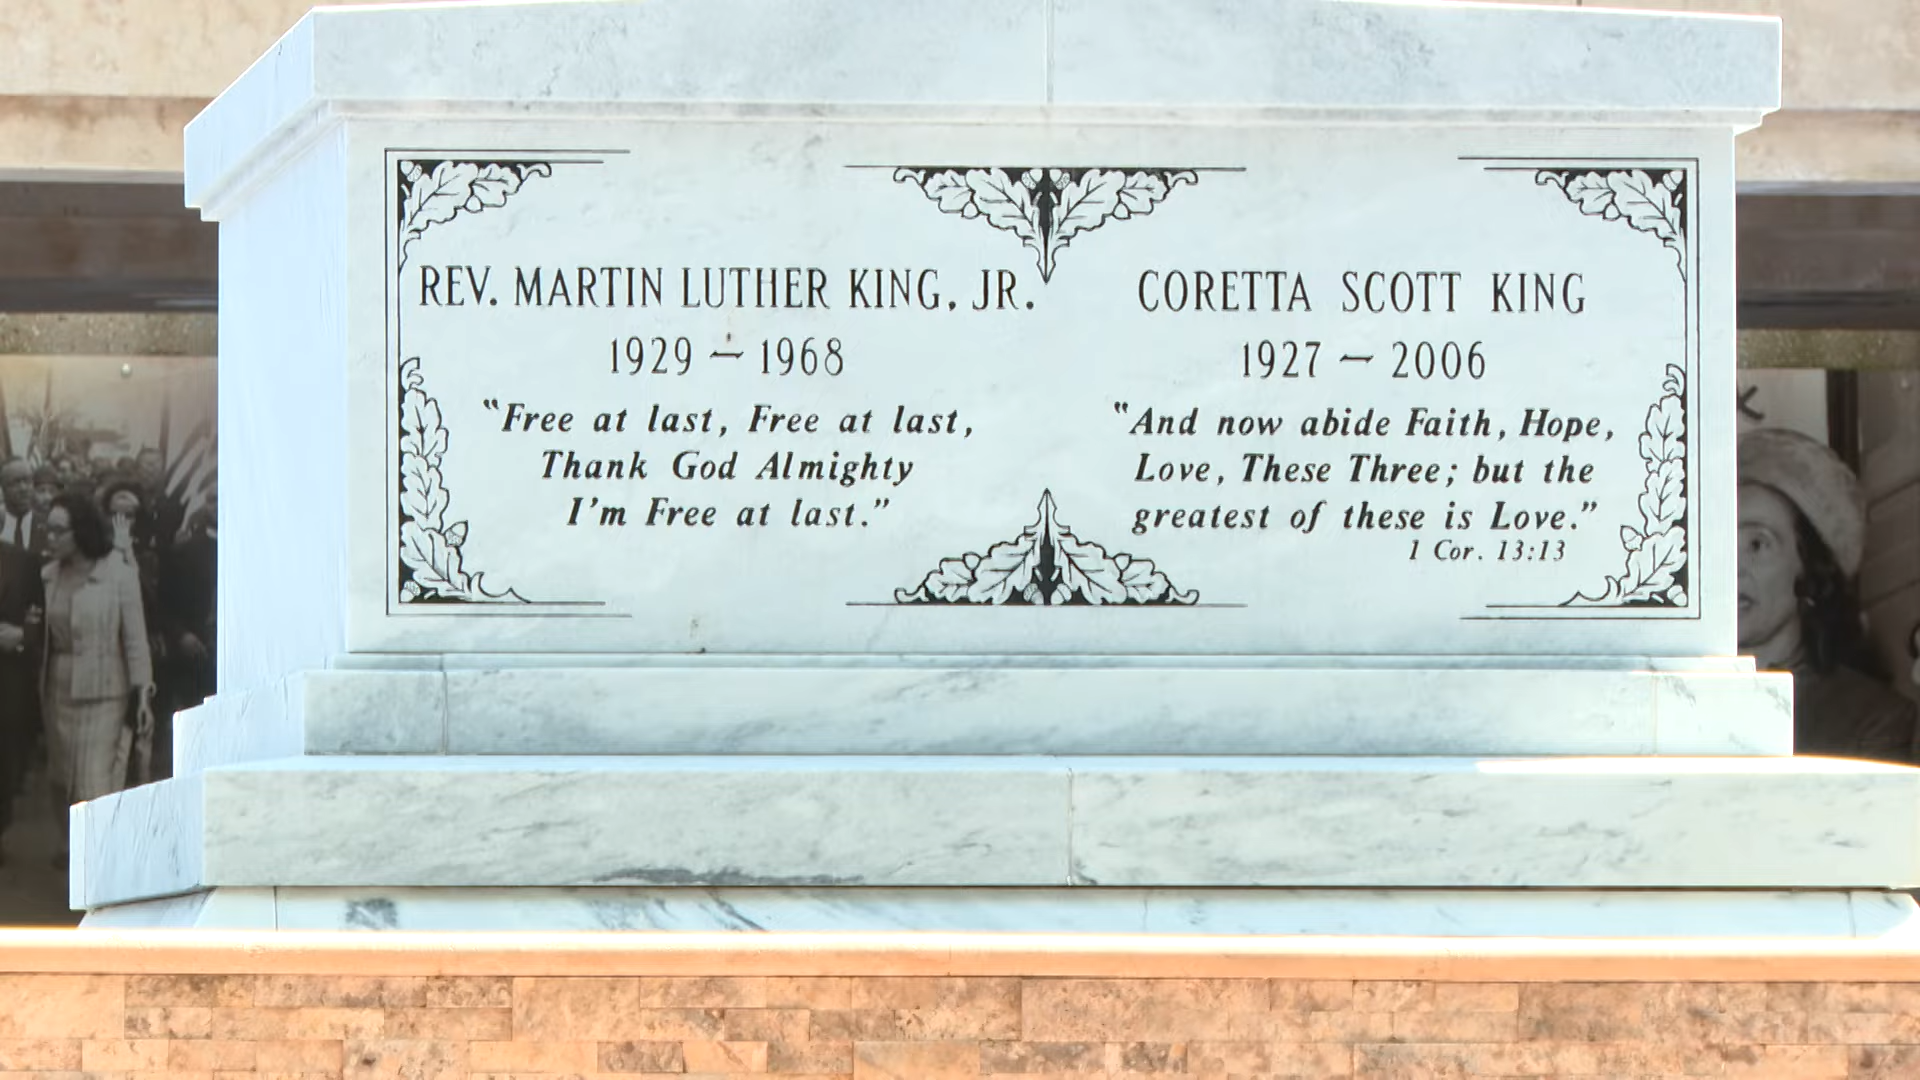 REV. MARTIN LUTHER KING, JR.
1929 – 1968
"Free at last, Free at last,
Thank God Almighty
I'm Free at last."
CORETTA SCOTT KING
1927 – 2006
"And now abide Faith, Hope,
Love, These Three; but the
greatest of these is Love."
1 Cor. 13:13